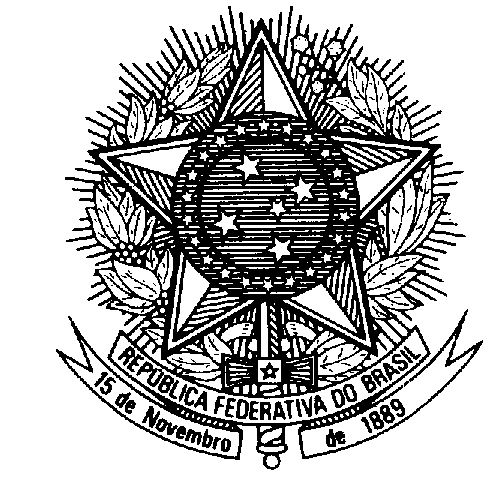 REPÚBLICA FEDERATIVA DO BRASIL
15 de Novembro de 1889